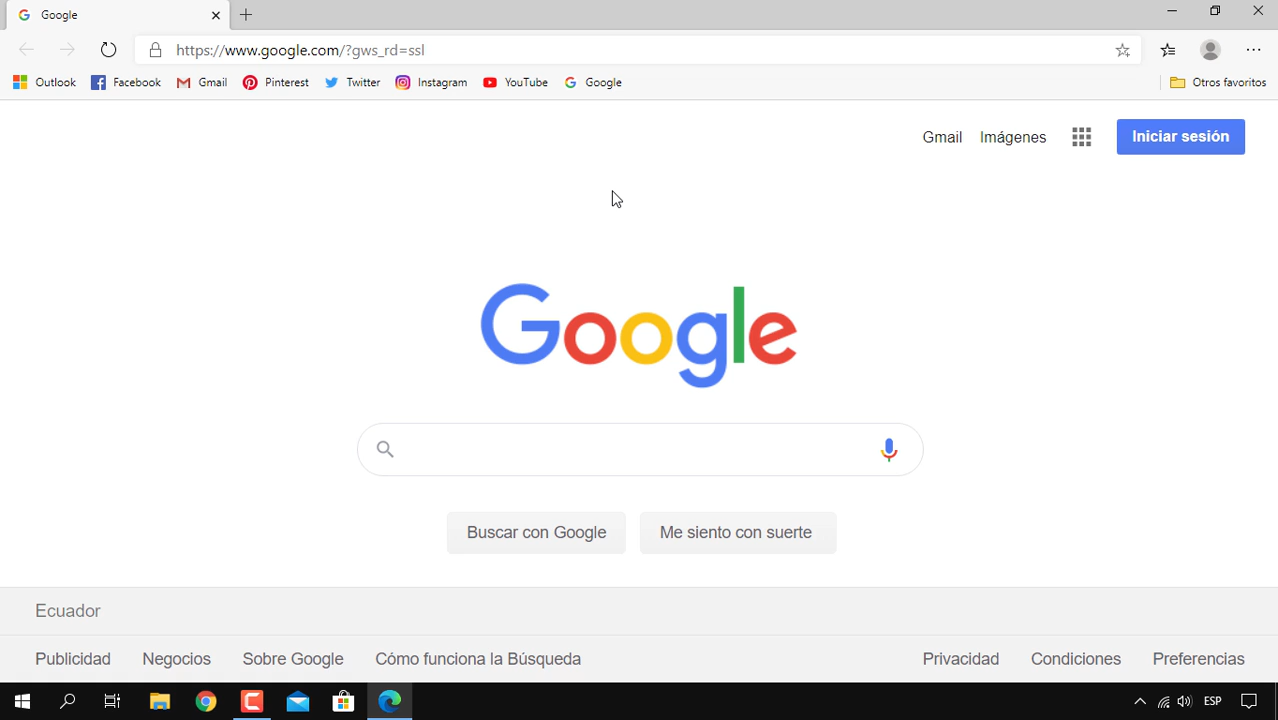 Google
https://www.google.com/?gws_rd=ssl
Outlook Facebook Gmail Pinterest Twitter Instagram YouTube Google Otros favoritos
Gmail Imágenes Iniciar sesión
Google
Buscar con Google Me siento con suerte
Ecuador
Publicidad Negocios Sobre Google Cómo funciona la Búsqueda Privacidad Condiciones Preferencias
ESP